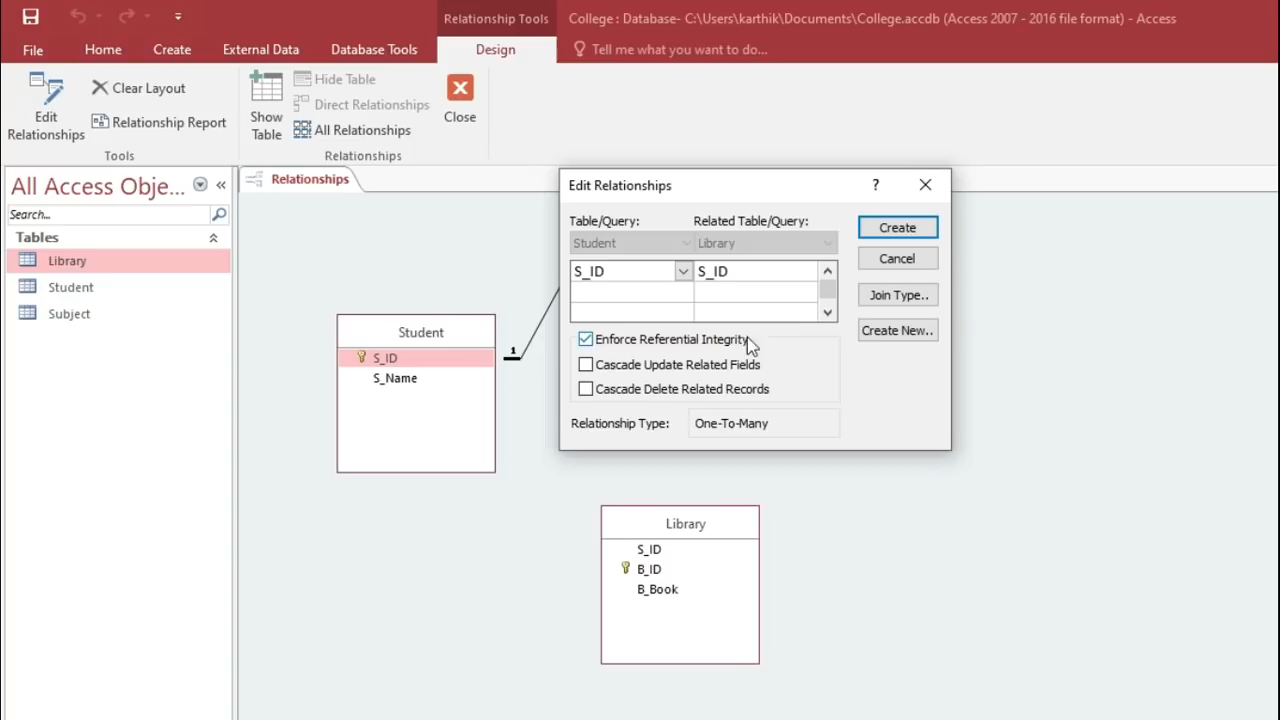 Relationship Tools
College : Database- C:\Users\karthik\Documents\College.accdb (Access 2007 - 2016 file format) - Access
File
Home
Create
External Data
Database Tools
Design
Tell me what you want to do...
Edit
Relationships
Clear Layout
Relationship Report
Tools
Show
Table
Hide Table
Direct Relationships
All Relationships
Relationships
Close
All Access Obje...
Search...
Tables
Library
Student
Subject
Relationships
Student
S_ID
S_Name
1
Edit Relationships
?
Table/Query:
Related Table/Query:
Student
Library
S_ID
S_ID
Enforce Referential Integrity
Cascade Update Related Fields
Cascade Delete Related Records
Relationship Type:
One-To-Many
Create
Cancel
Join Type..
Create New..
Library
S_ID
B_ID
B_Book